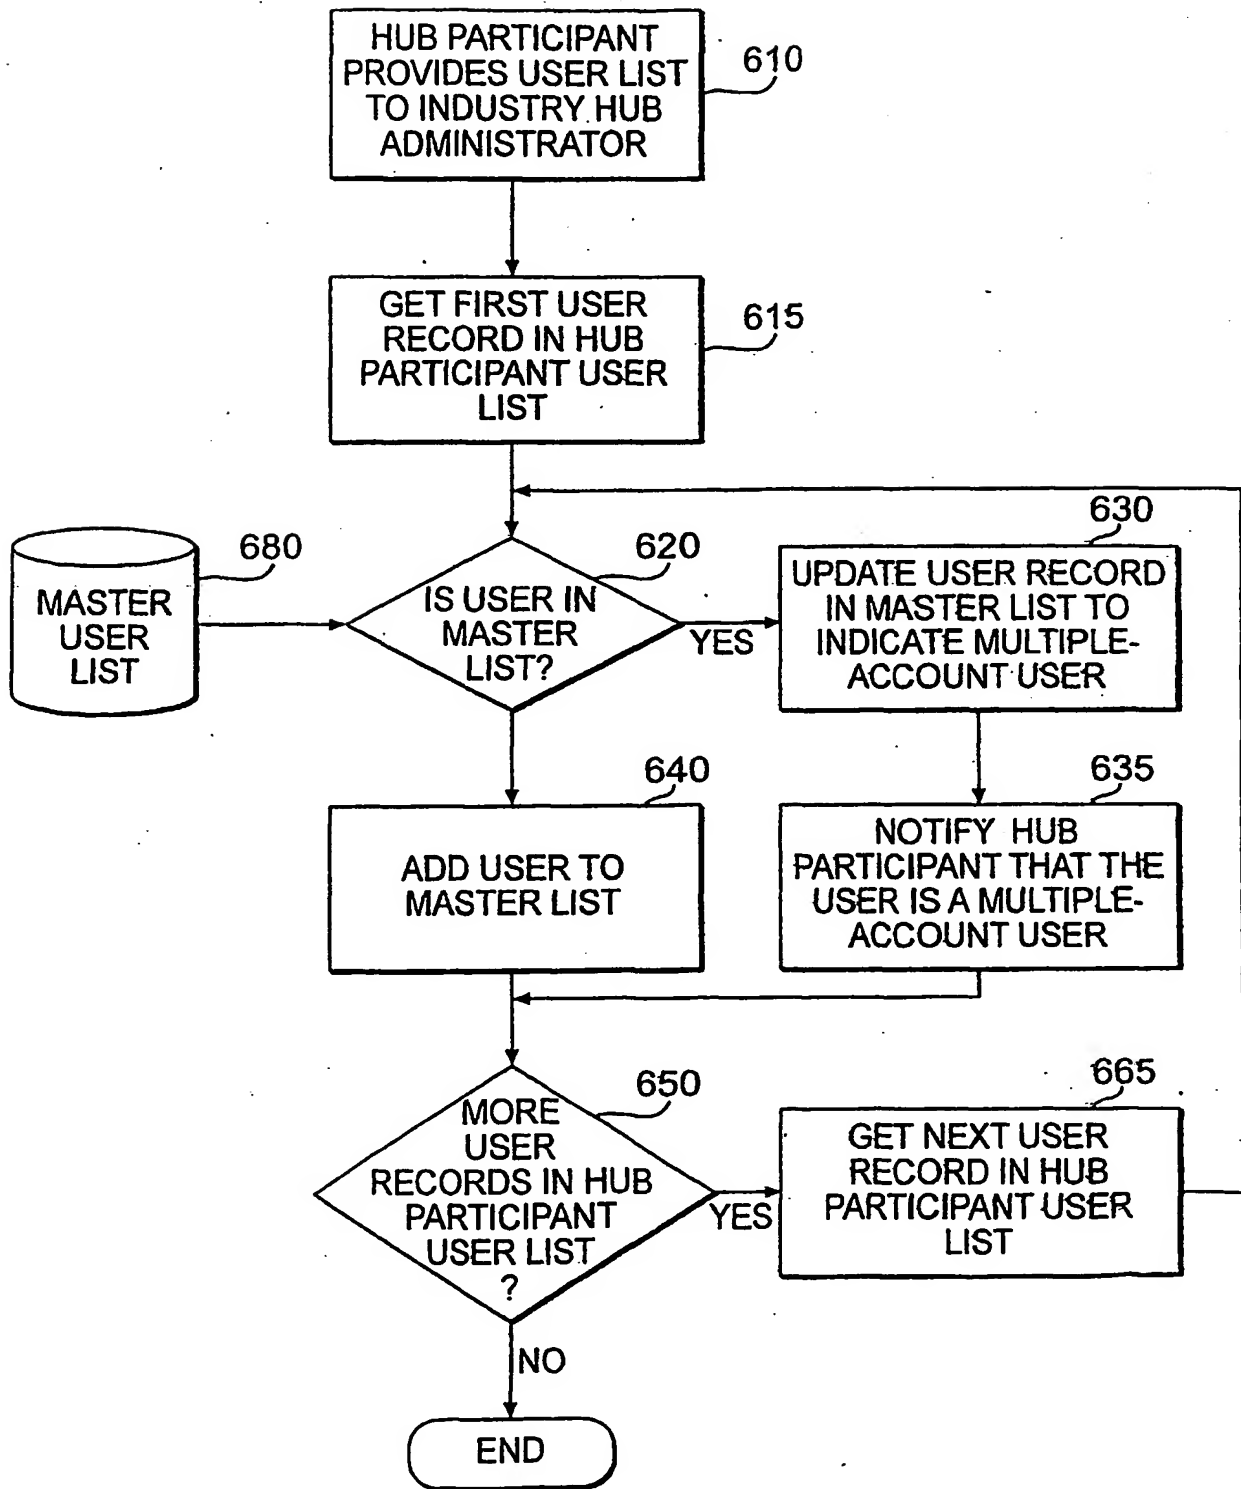 HUB PARTICIPANT
PROVIDES USER LIST
TO INDUSTRY HUB
ADMINISTRATOR
610
GET FIRST USER
RECORD IN HUB
PARTICIPANT USER
LIST
615
MASTER
USER
LIST
680
IS USER IN
MASTER
LIST?
620
YES
UPDATE USER RECORD
IN MASTER LIST TO
INDICATE MULTIPLE-
ACCOUNT USER
630
ADD USER TO
MASTER LIST
640
NOTIFY HUB
PARTICIPANT THAT THE
USER IS A MULTIPLE-
ACCOUNT USER
635
MORE
USER
RECORDS IN HUB
PARTICIPANT
USER LIST
?
650
YES
GET NEXT USER
RECORD IN HUB
PARTICIPANT USER
LIST
665
NO
END